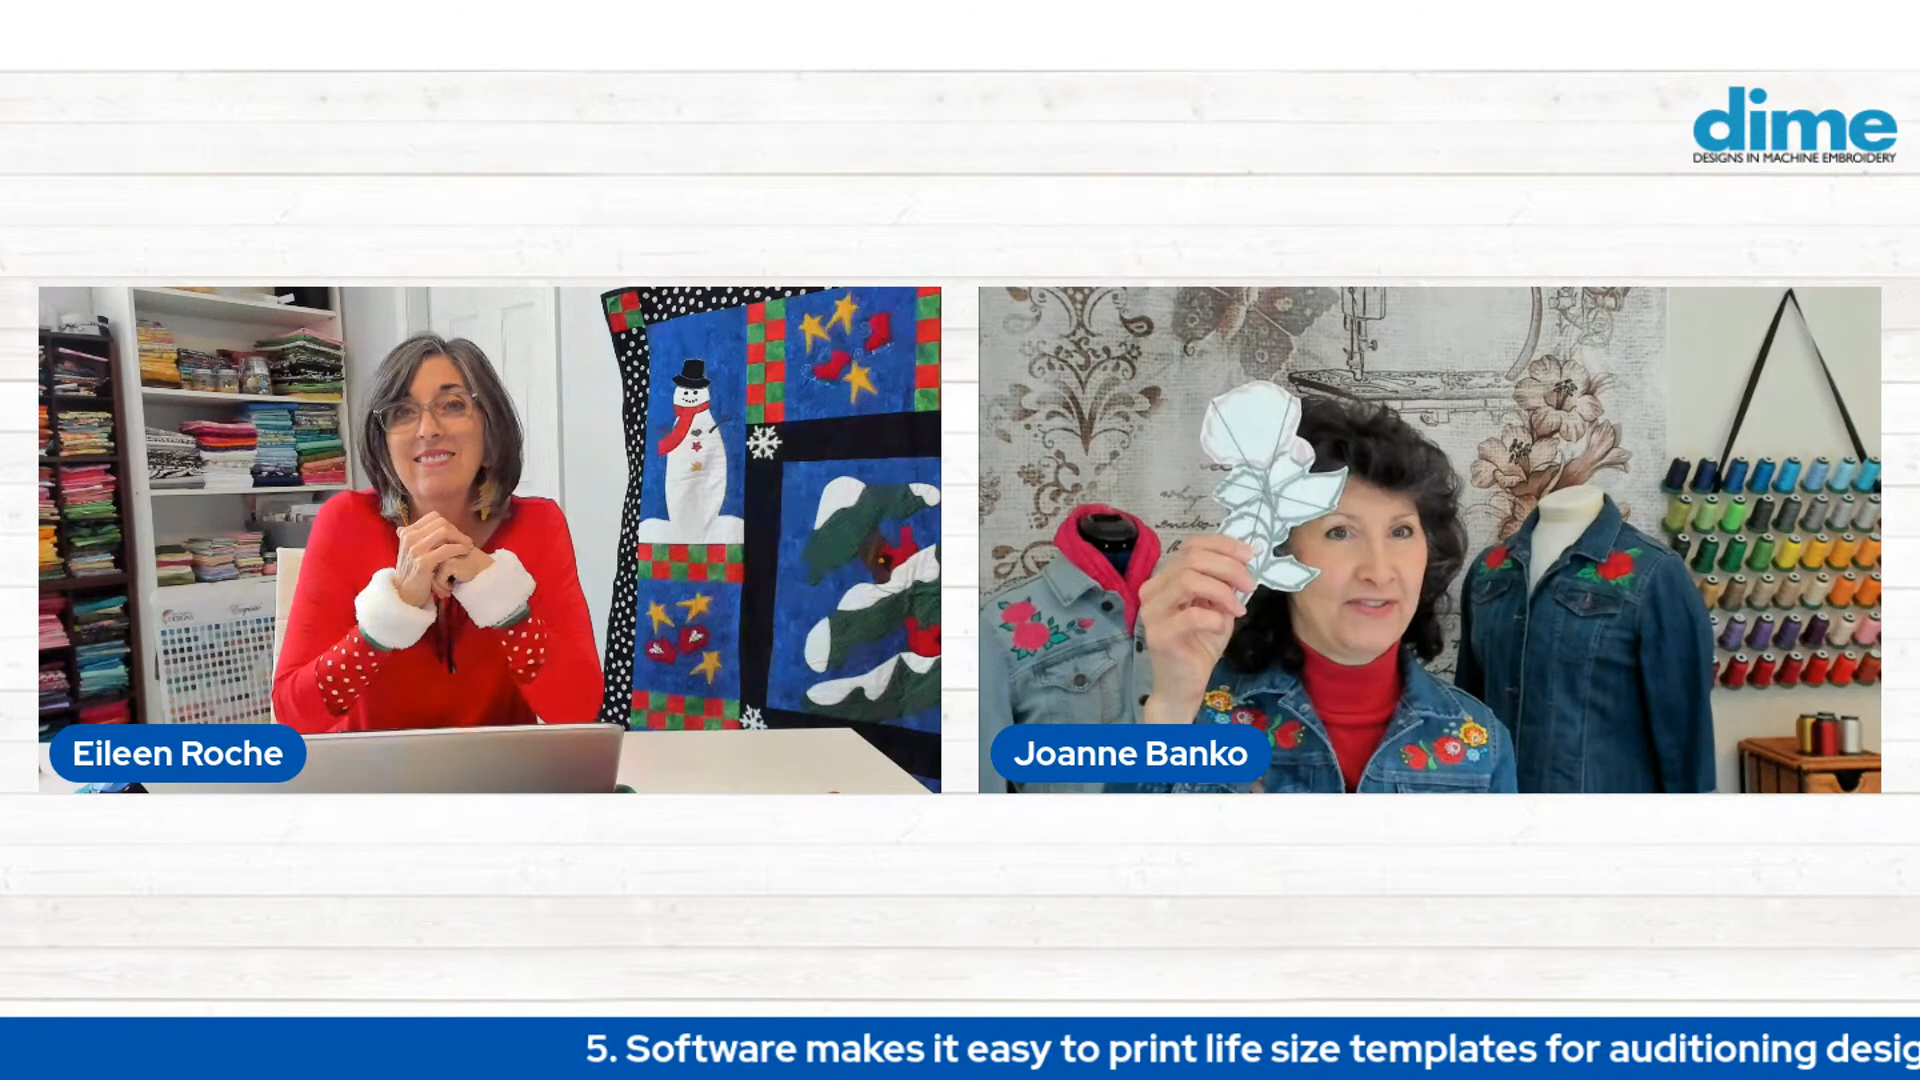 dime
DESIGNS IN MACHINE EMBROIDERY
Eileen Roche
Joanne Banko
5. Software makes it easy to print life size templates for auditioning desig